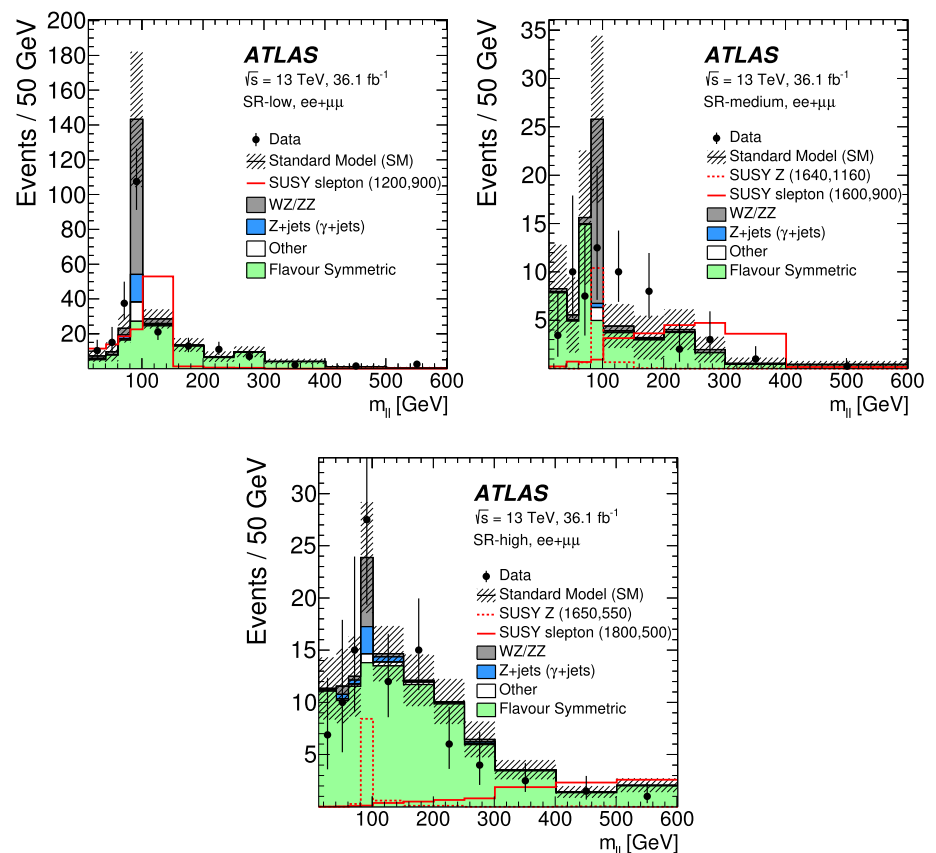 Events / 50 GeV
200
180
160
140
120
100
80
60
40
20
ATLAS
√s = 13 TeV, 36.1 fb⁻¹
SR-low, ee+μμ
Data
Standard Model (SM)
SUSY slepton (1200,900)
WZ/ZZ
Z+jets (γ+jets)
Other
Flavour Symmetric
100 200 300 400 500 600
m_ll [GeV]
Events / 50 GeV
35
30
25
20
15
10
5
ATLAS
√s = 13 TeV, 36.1 fb⁻¹
SR-medium, ee+μμ
Data
Standard Model (SM)
SUSY Z (1640,1160)
SUSY slepton (1600,900)
WZ/ZZ
Z+jets (γ+jets)
Other
Flavour Symmetric
100 200 300 400 500 600
m_ll [GeV]
Events / 50 GeV
30
25
20
15
10
5
ATLAS
√s = 13 TeV, 36.1 fb⁻¹
SR-high, ee+μμ
Data
Standard Model (SM)
SUSY Z (1650,550)
SUSY slepton (1800,500)
WZ/ZZ
Z+jets (γ+jets)
Other
Flavour Symmetric
100 200 300 400 500 600
m_ll [GeV]